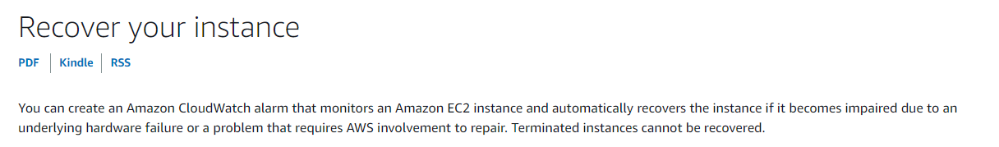 Recover your instance
PDF | Kindle | RSS
You can create an Amazon CloudWatch alarm that monitors an Amazon EC2 instance and automatically recovers the instance if it becomes impaired due to an
underlying hardware failure or a problem that requires AWS involvement to repair. Terminated instances cannot be recovered.